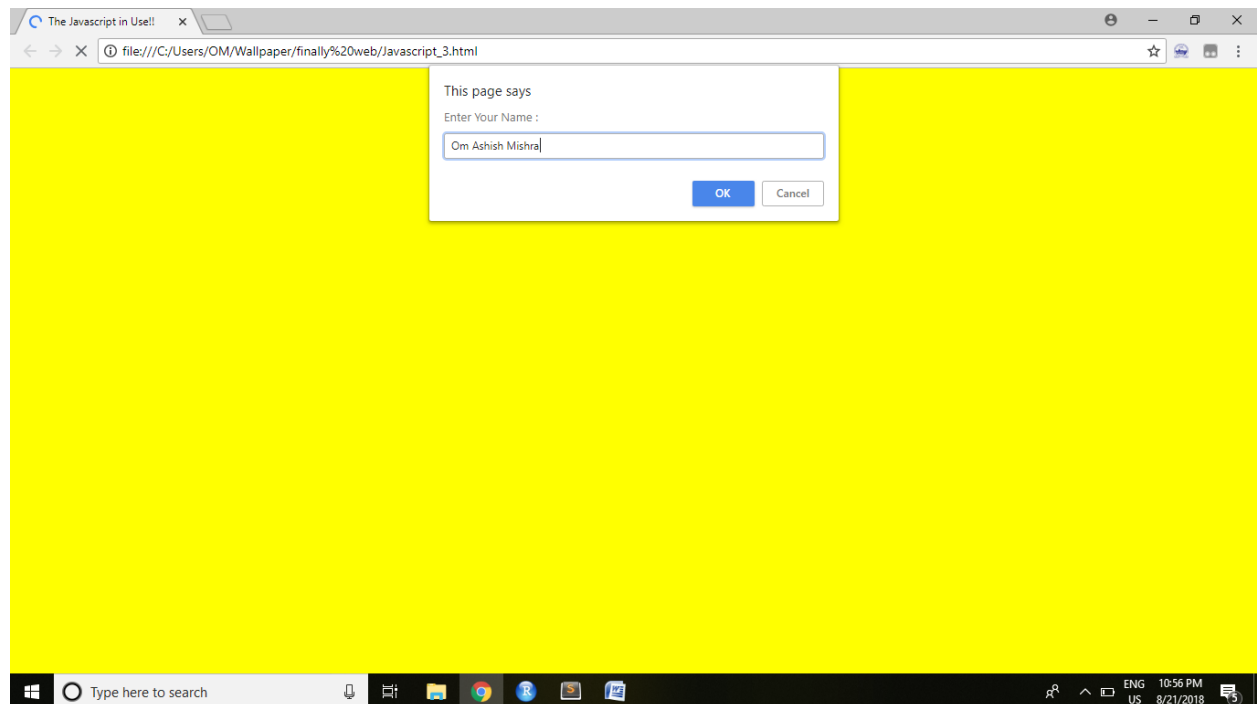 The Javascript in Use!!
file:///C:/Users/OM/Wallpaper/finally%20web/Javascript_3.html
This page says
Enter Your Name :
Om Ashish Mishra
OK Cancel
Type here to search
R S W
ENG 10:56 PM
US 8/21/2018 5